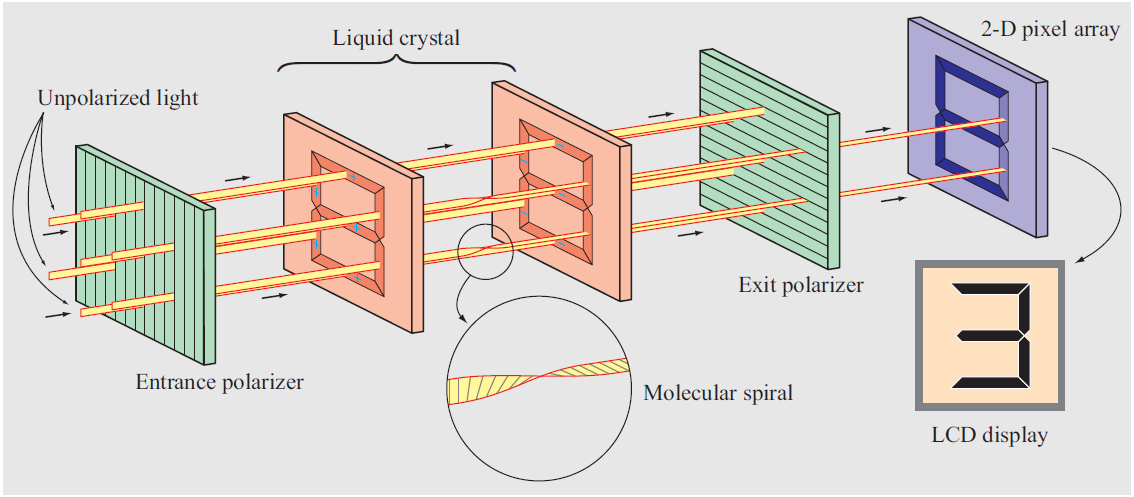 2-D pixel array
Liquid crystal
Unpolarized light
Exit polarizer
Entrance polarizer
Molecular spiral
LCD display